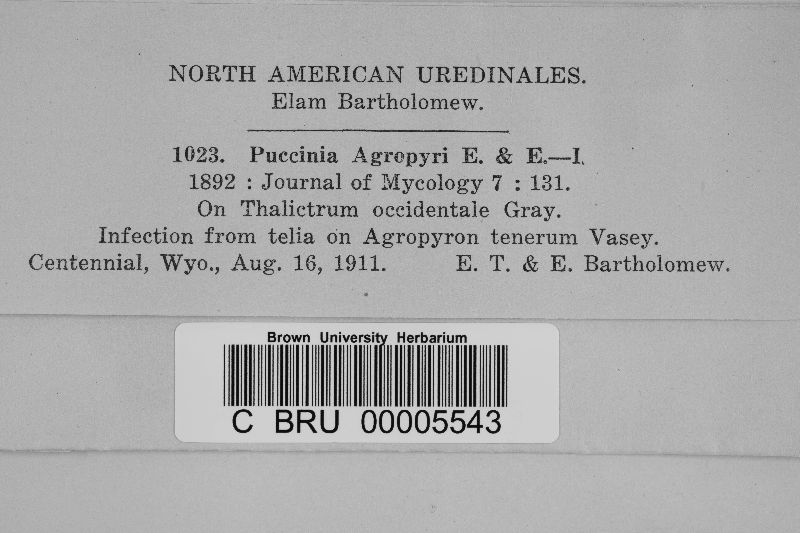 NORTH AMERICAN UREDINALES.
Elam Bartholomew.
1023. Puccinia Agropyri E. & E.—I.
1892 : Journal of Mycology 7 : 131.
On Thalictrum occidentale Gray.
Infection from telia on Agropyron tenerum Vasey.
Centennial, Wyo., Aug. 16, 1911. E. T. & E. Bartholomew.
Brown University Herbarium
C BRU 00005543